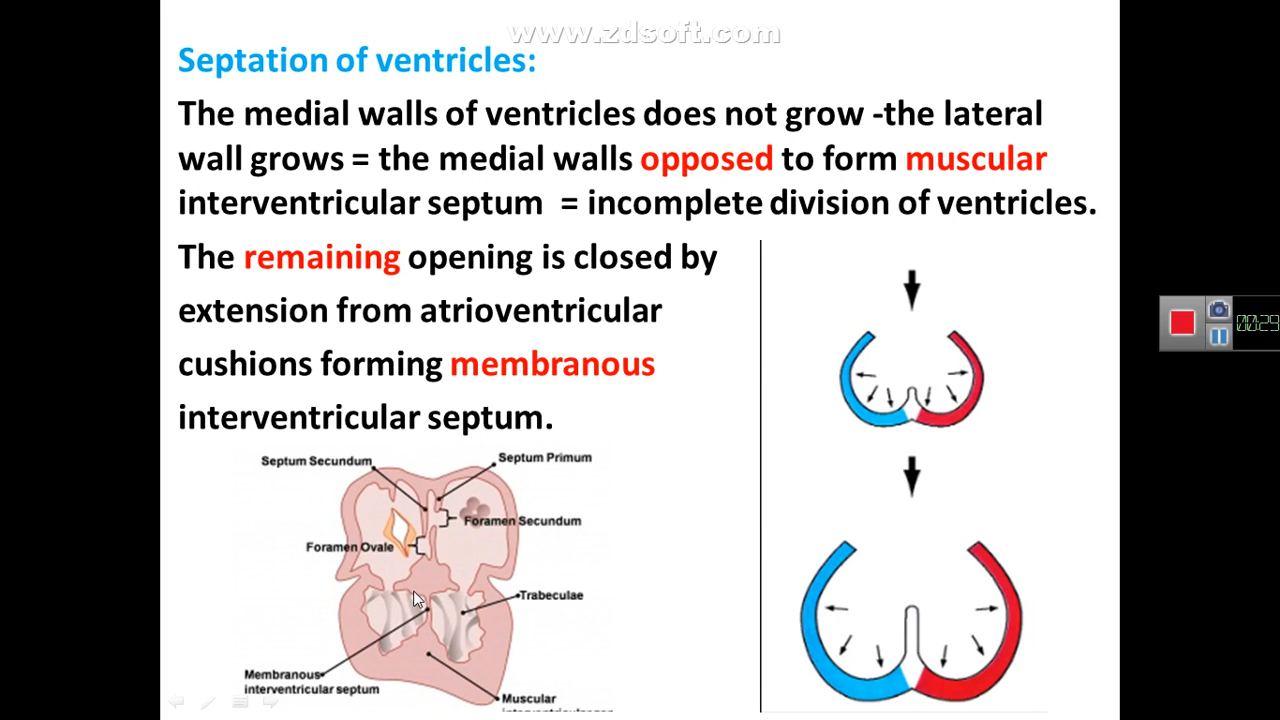 www.zdsoft.com
Septation of ventricles:
The medial walls of ventricles does not grow -the lateral
wall grows = the medial walls opposed to form muscular
interventricular septum = incomplete division of ventricles.
The remaining opening is closed by
extension from atrioventricular
cushions forming membranous
interventricular septum.
Septum Secundum
Septum Primum
Foramen Secundum
Foramen Ovale
Trabeculae
Membranous
interventricular septum
Muscular
00:29